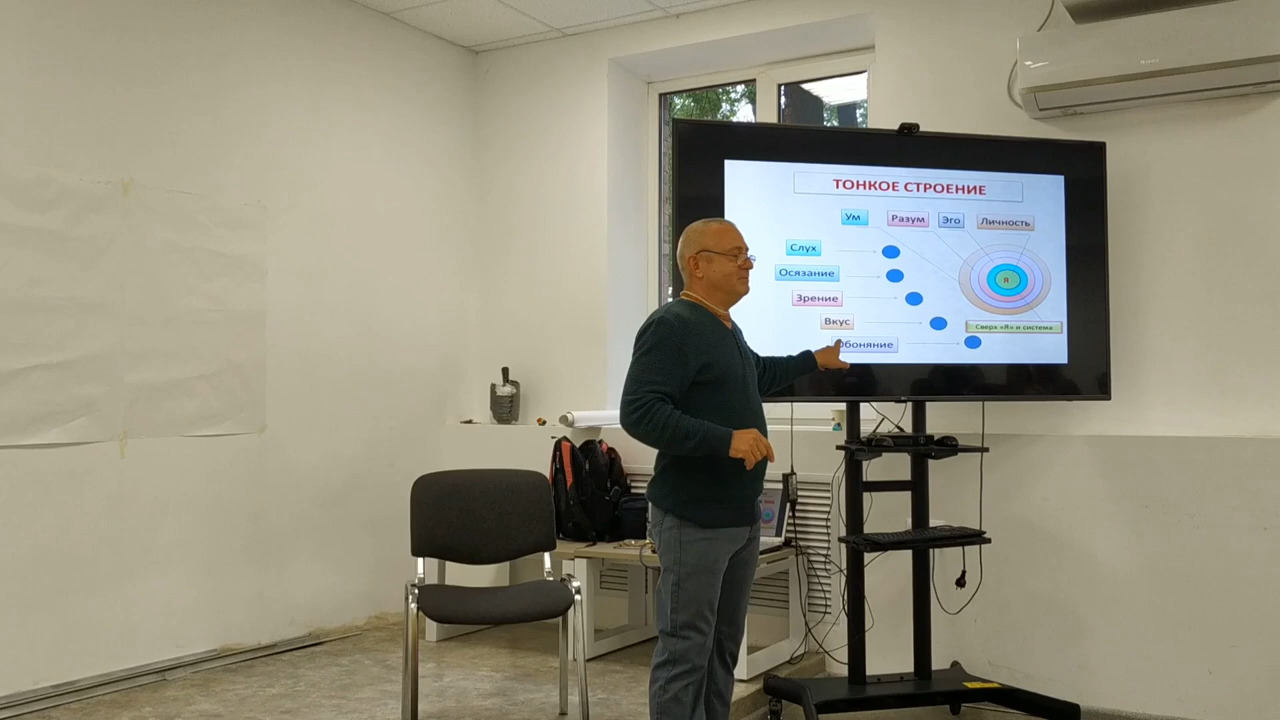 ТОНКОЕ СТРОЕНИЕ
Ум Разум Эго Личность
Слух
Осязание
Я
Зрение
Вкус
Сверх «Я» и система
Обоняние